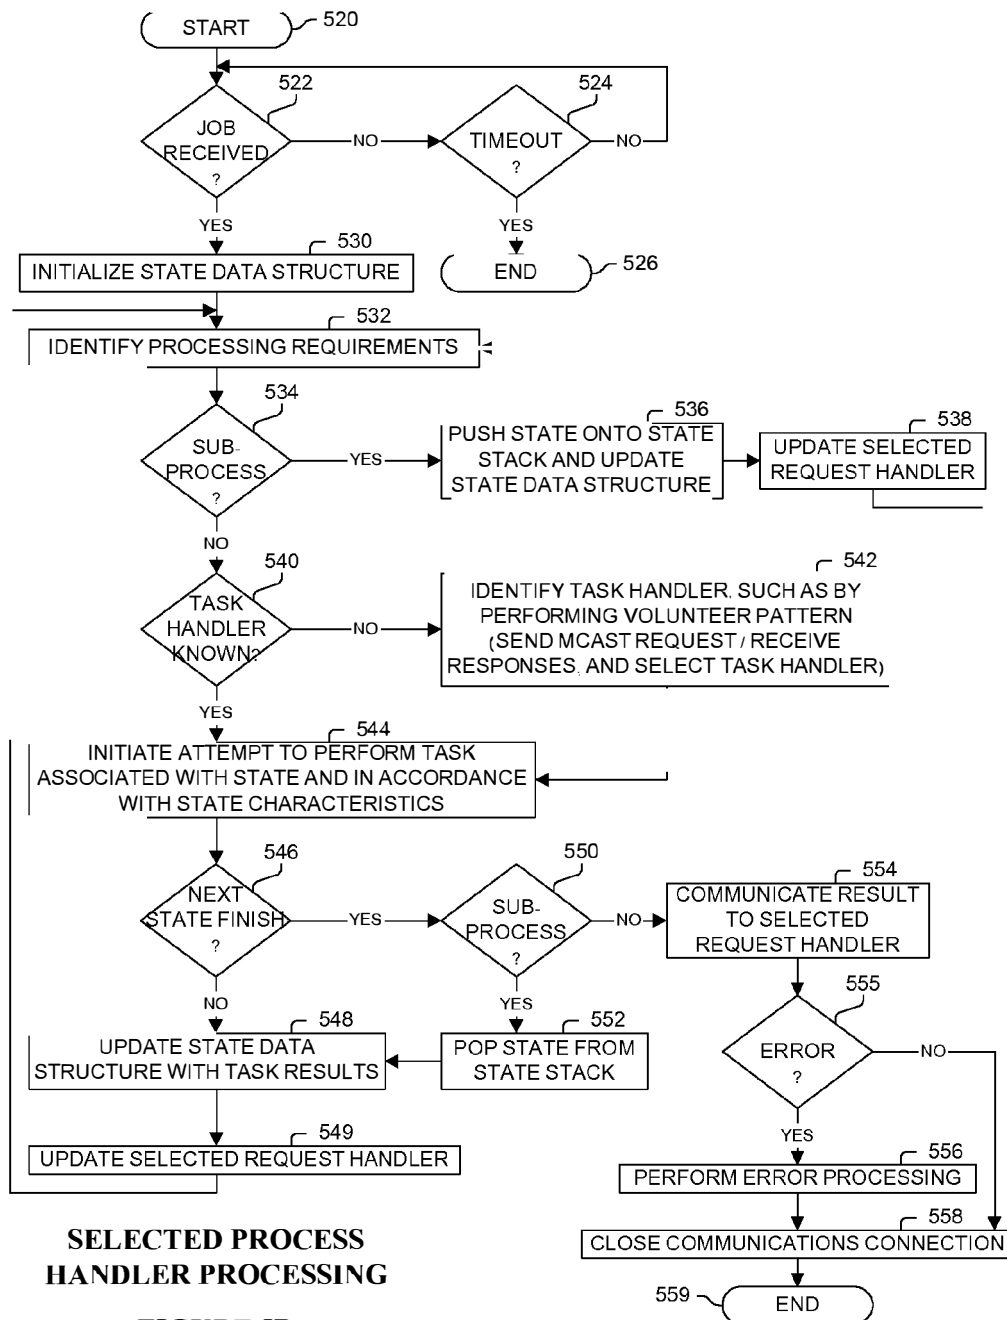 START
520
522
JOB
RECEIVED
?
NO
524
TIMEOUT
?
NO
YES
YES
530
INITIALIZE STATE DATA STRUCTURE
END
526
532
IDENTIFY PROCESSING REQUIREMENTS
534
SUB-
PROCESS
?
YES
536
PUSH STATE ONTO STATE
STACK AND UPDATE
STATE DATA STRUCTURE
538
UPDATE SELECTED
REQUEST HANDLER
NO
540
TASK
HANDLER
KNOWN?
NO
542
IDENTIFY TASK HANDLER, SUCH AS BY
PERFORMING VOLUNTEER PATTERN
(SEND MCAST REQUEST / RECEIVE
RESPONSES, AND SELECT TASK HANDLER)
YES
544
INITIATE ATTEMPT TO PERFORM TASK
ASSOCIATED WITH STATE AND IN ACCORDANCE
WITH STATE CHARACTERISTICS
546
NEXT
STATE FINISH
?
YES
550
SUB-
PROCESS
?
NO
554
COMMUNICATE RESULT
TO SELECTED
REQUEST HANDLER
NO
YES
548
UPDATE STATE DATA
STRUCTURE WITH TASK RESULTS
552
POP STATE FROM
STATE STACK
555
ERROR
?
NO
YES
549
UPDATE SELECTED REQUEST HANDLER
556
PERFORM ERROR PROCESSING
558
CLOSE COMMUNICATIONS CONNECTION
559
END
SELECTED PROCESS
HANDLER PROCESSING